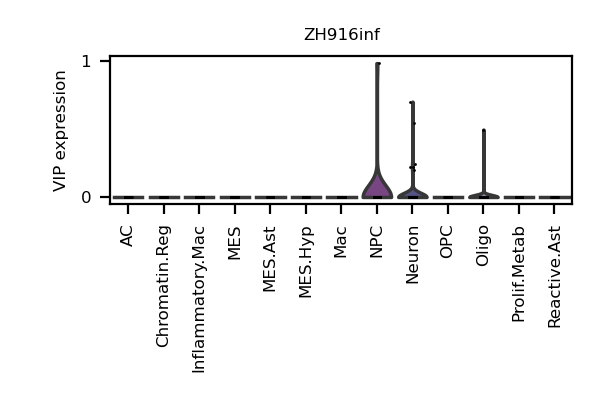 ZH916inf
VIP expression
1
0
AC
Chromatin.Reg
Inflammatory.Mac
MES
MES.Ast
MES.Hyp
Mac
NPC
Neuron
OPC
Oligo
Prolif.Metab
Reactive.Ast